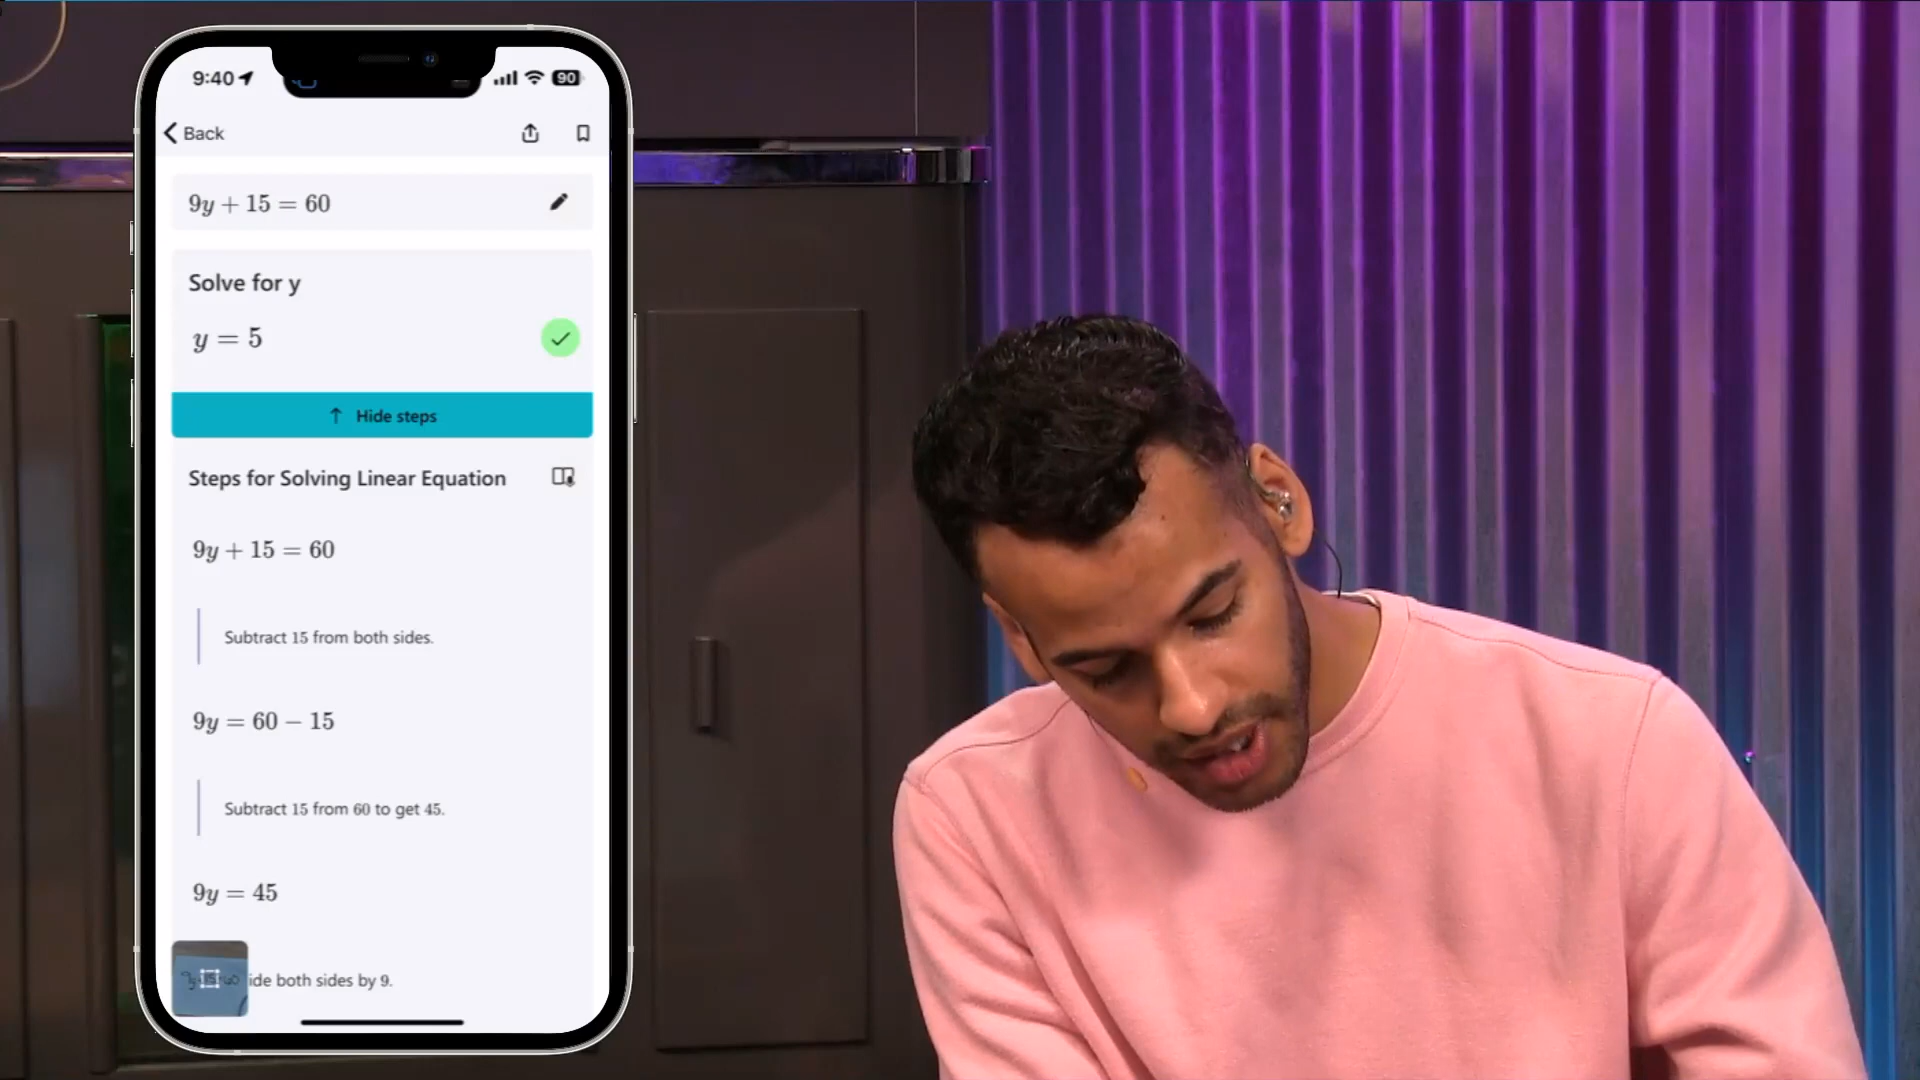 9:40
90
Back
9y + 15 = 60
Solve for y
y = 5
↑ Hide steps
Steps for Solving Linear Equation
9y + 15 = 60
Subtract 15 from both sides.
9y = 60 − 15
Subtract 15 from 60 to get 45.
9y = 45
ide both sides by 9.